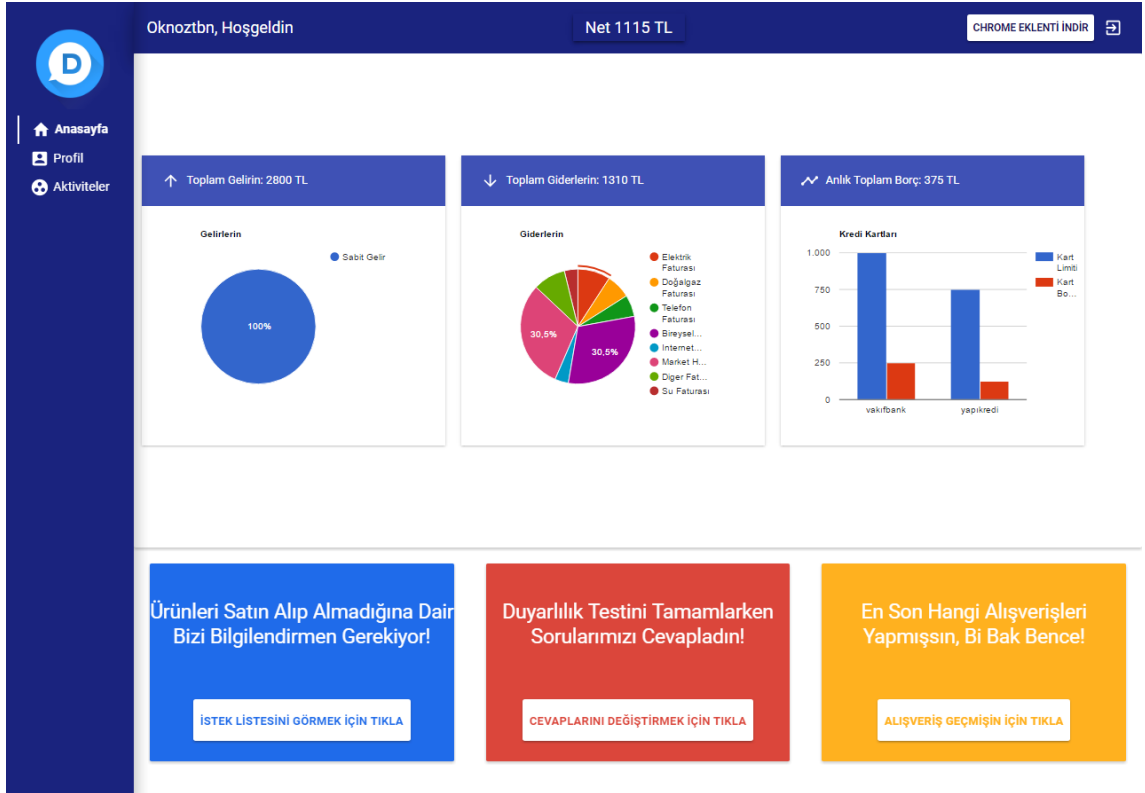 D
Oknoztbn, Hoşgeldin
Net 1115 TL
CHROME EKLENTİ İNDİR
Anasayfa
Profil
Aktiviteler
Toplam Gelirin: 2800 TL
Gelirlerin
Sabit Gelir
100%
Toplam Giderlerin: 1310 TL
Giderlerin
Elektrik
Faturası
Doğalgaz
Faturası
Telefon
Faturası
Bireysel...
Internet...
Market H...
Diger Fat...
Su Faturası
30,5%
30,5%
Anlık Toplam Borç: 375 TL
Kredi Kartları
1.000
750
500
250
0
vakıfbank
yapıkredi
Kart
Limiti
Kart
Bo...
Ürünleri Satın Alıp Almadığına Dair
Bizi Bilgilendirmen Gerekiyor!
İSTEK LİSTESİNİ GÖRMEK İÇİN TIKLA
Duyarlılık Testini Tamamlarken
Sorularımızı Cevapladın!
CEVAPLARINI DEĞİŞTİRMEK İÇİN TIKLA
En Son Hangi Alışverişleri
Yapmışsın, Bi Bak Bence!
ALIŞVERİŞ GEÇMİŞİN İÇİN TIKLA